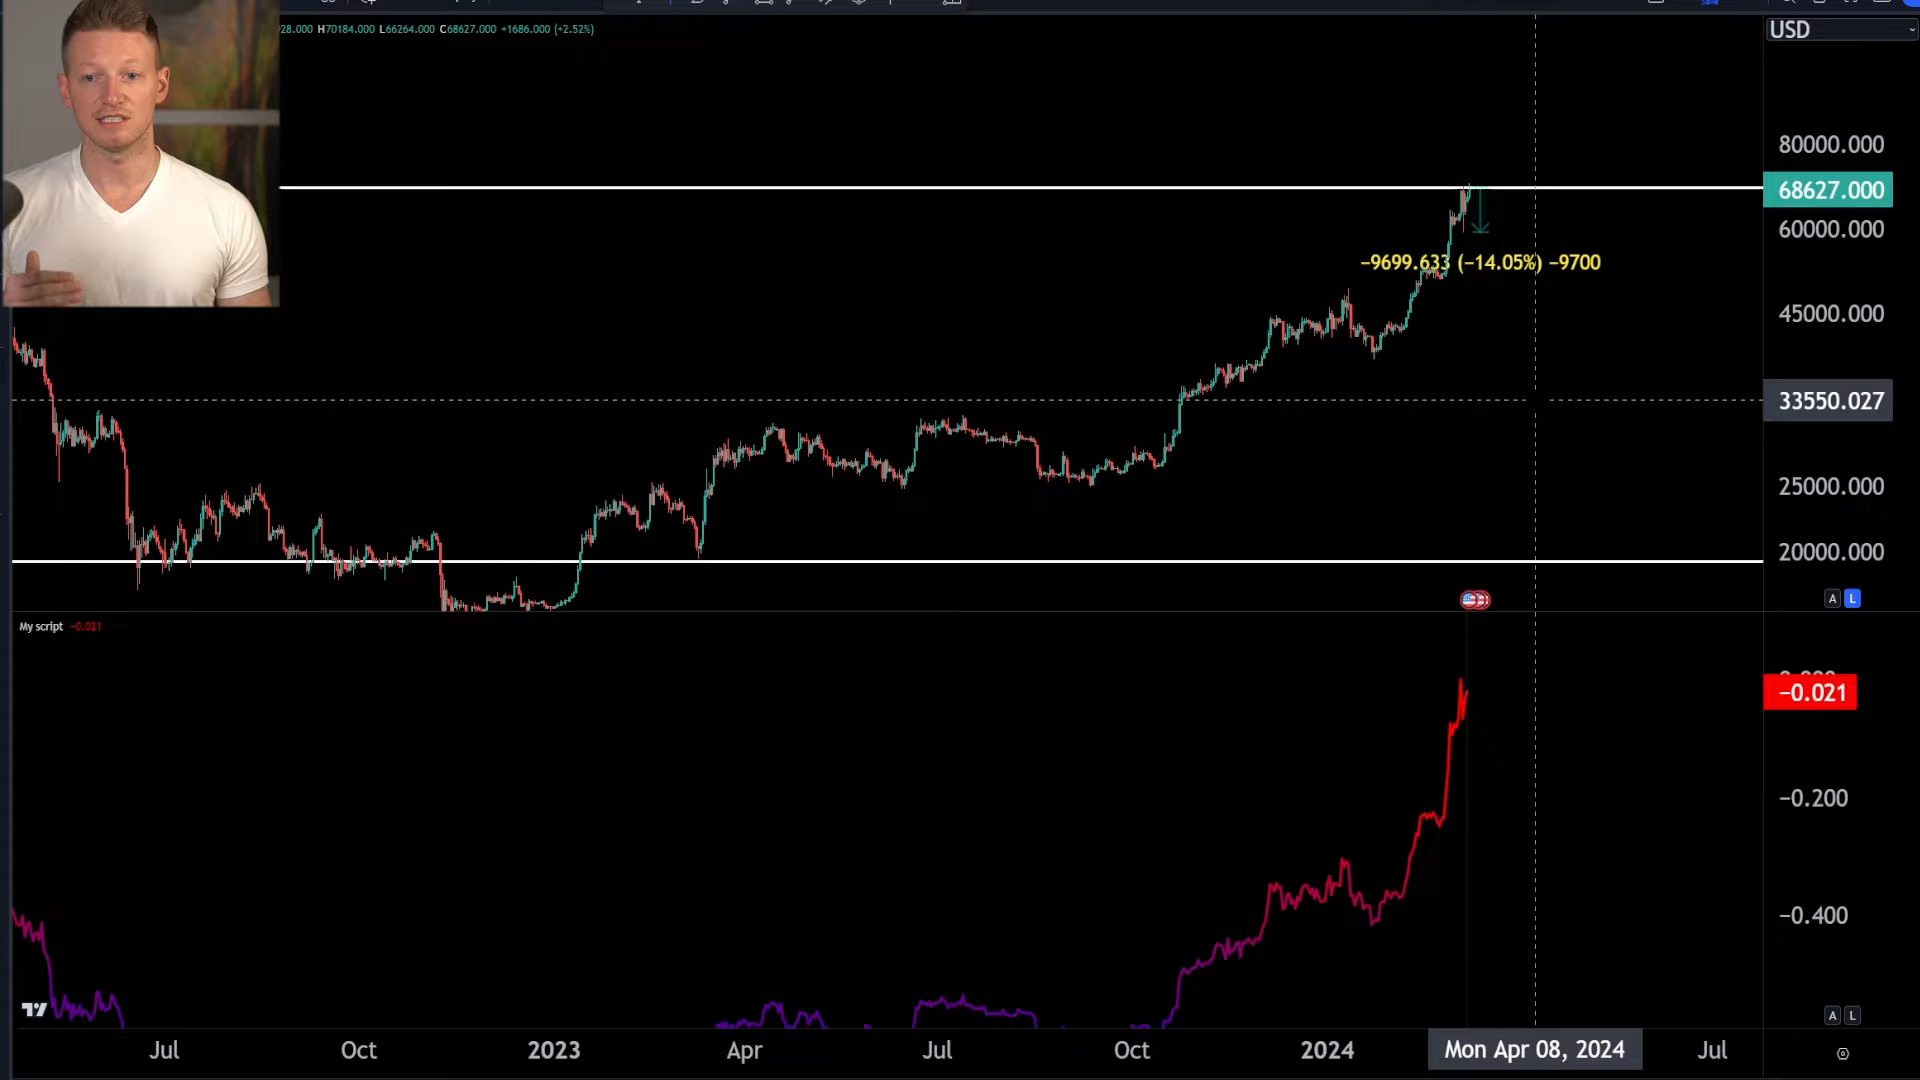 28.000 H70184.000 L66264.000 C68627.000 +1686.000 (+2.52%)
USD
80000.000
68627.000
60000.000
−9699.633 (−14.05%) −9700
45000.000
33550.027
25000.000
20000.000
A L
My script −0.021
−0.021
−0.200
−0.400
A L
Jul Oct 2023 Apr Jul Oct 2024 Mon Apr 08, 2024 Jul